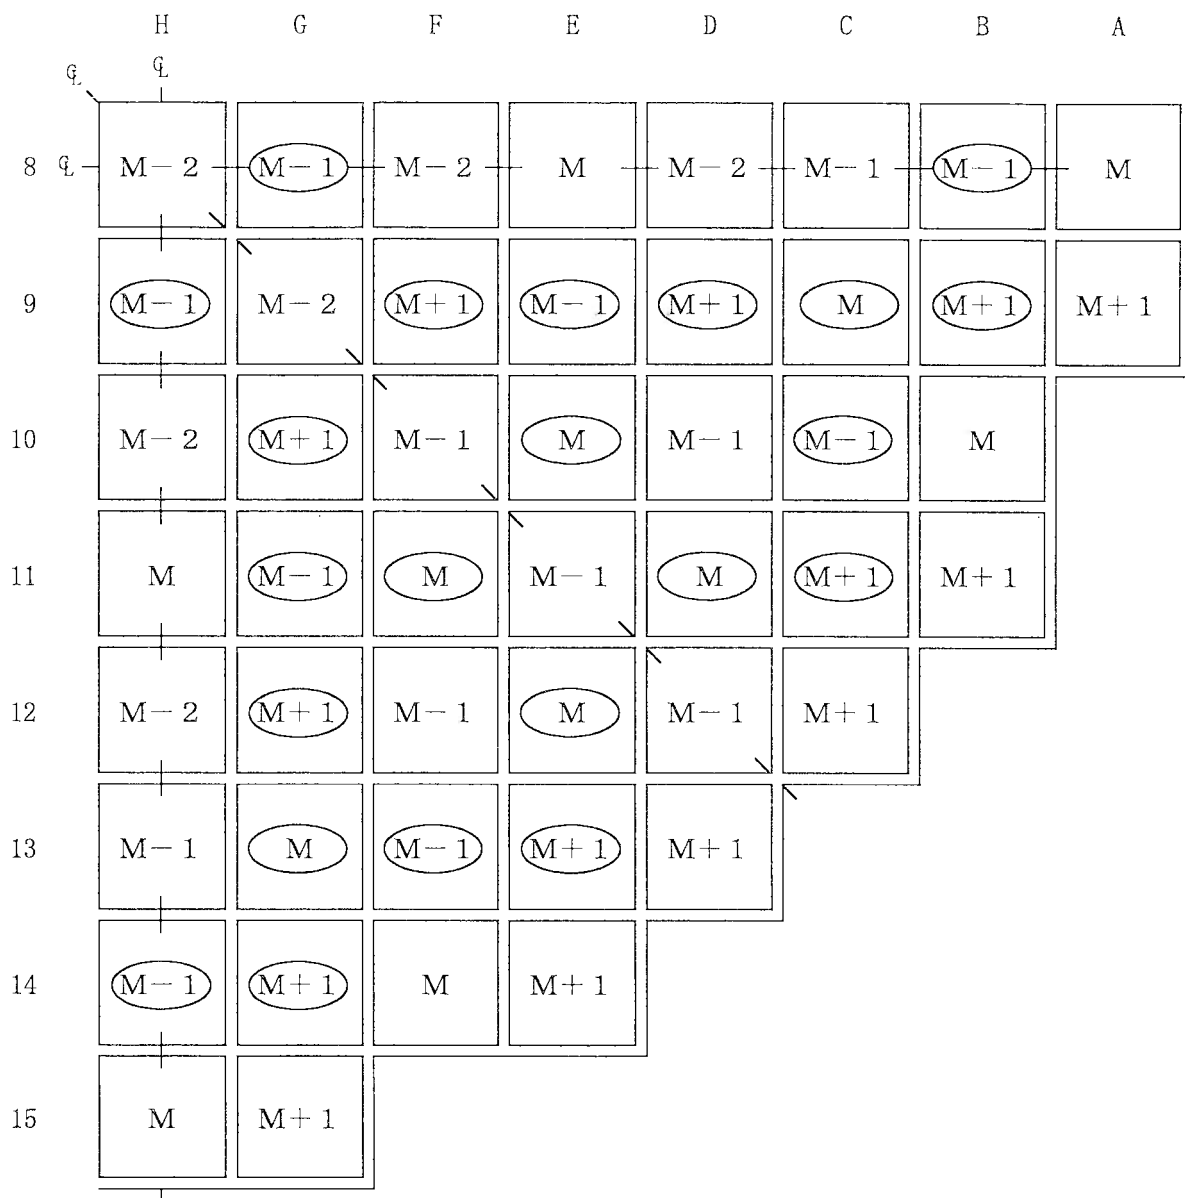 H G F E D C B A
℄ ℄
8 ℄ M-2 M-1 M-2 M M-2 M-1 M-1 M
9 M-1 M-2 M+1 M-1 M+1 M M+1 M+1
10 M-2 M+1 M-1 M M-1 M-1 M
11 M M-1 M M-1 M M+1 M+1
12 M-2 M+1 M-1 M M-1 M+1
13 M-1 M M-1 M+1 M+1
14 M-1 M+1 M M+1
15 M M+1